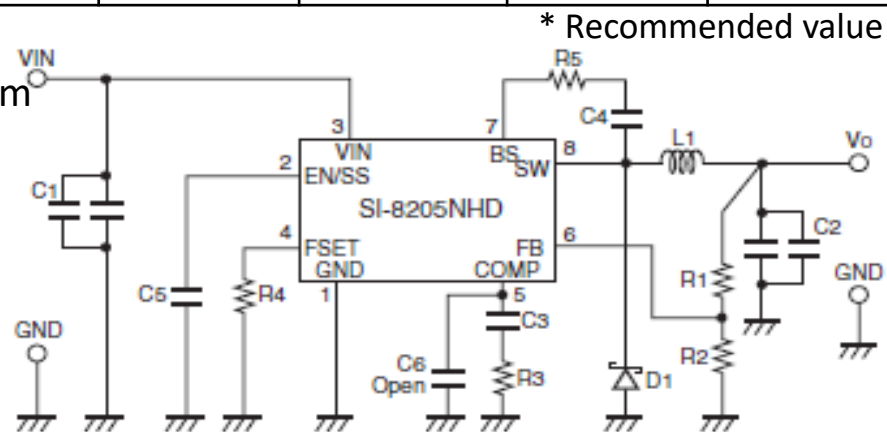 * Recommended value
VIN
m
R5
C4
3
7
VIN
BS
8
L1
Vo
2
EN/SS
SW
C1
SI-8205NHD
C2
4
FSET
FB
6
GND
COMP
R1
GND
C5
R4
1
5
C3
GND
C6
Open
R3
D1
R2